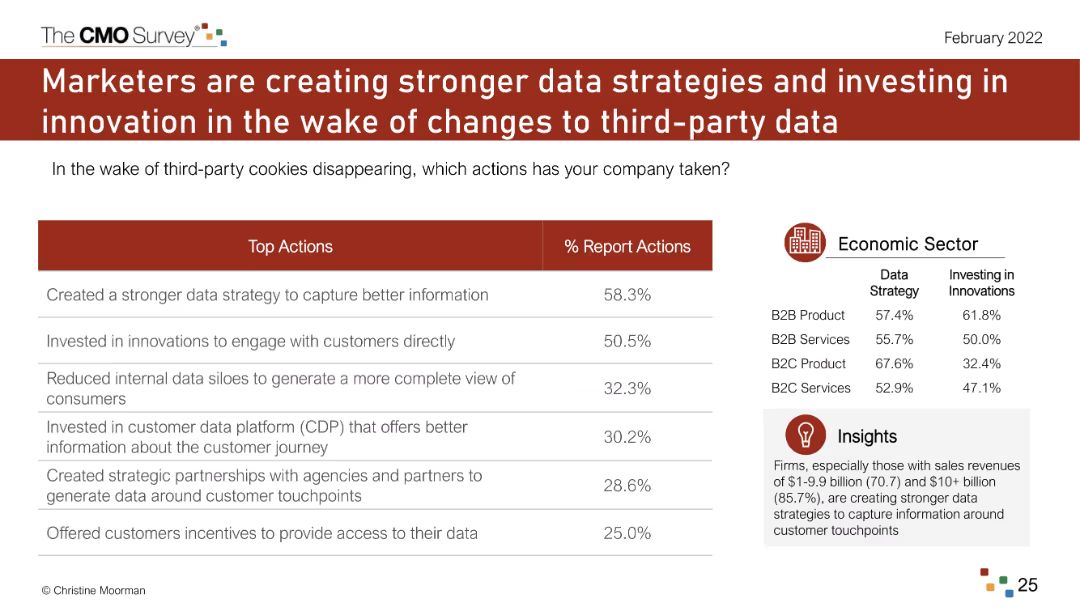 The CMO Survey®
February 2022
Marketers are creating stronger data strategies and investing in
innovation in the wake of changes to third-party data
In the wake of third-party cookies disappearing, which actions has your company taken?
Top Actions % Report Actions
Created a stronger data strategy to capture better information 58.3%
Invested in innovations to engage with customers directly 50.5%
Reduced internal data siloes to generate a more complete view of
consumers 32.3%
Invested in customer data platform (CDP) that offers better
information about the customer journey 30.2%
Created strategic partnerships with agencies and partners to
generate data around customer touchpoints 28.6%
Offered customers incentives to provide access to their data 25.0%
Economic Sector
Data Investing in
Strategy Innovations
B2B Product 57.4% 61.8%
B2B Services 55.7% 50.0%
B2C Product 67.6% 32.4%
B2C Services 52.9% 47.1%
Insights
Firms, especially those with sales revenues
of $1-9.9 billion (70.7) and $10+ billion
(85.7%), are creating stronger data
strategies to capture information around
customer touchpoints
© Christine Moorman
25